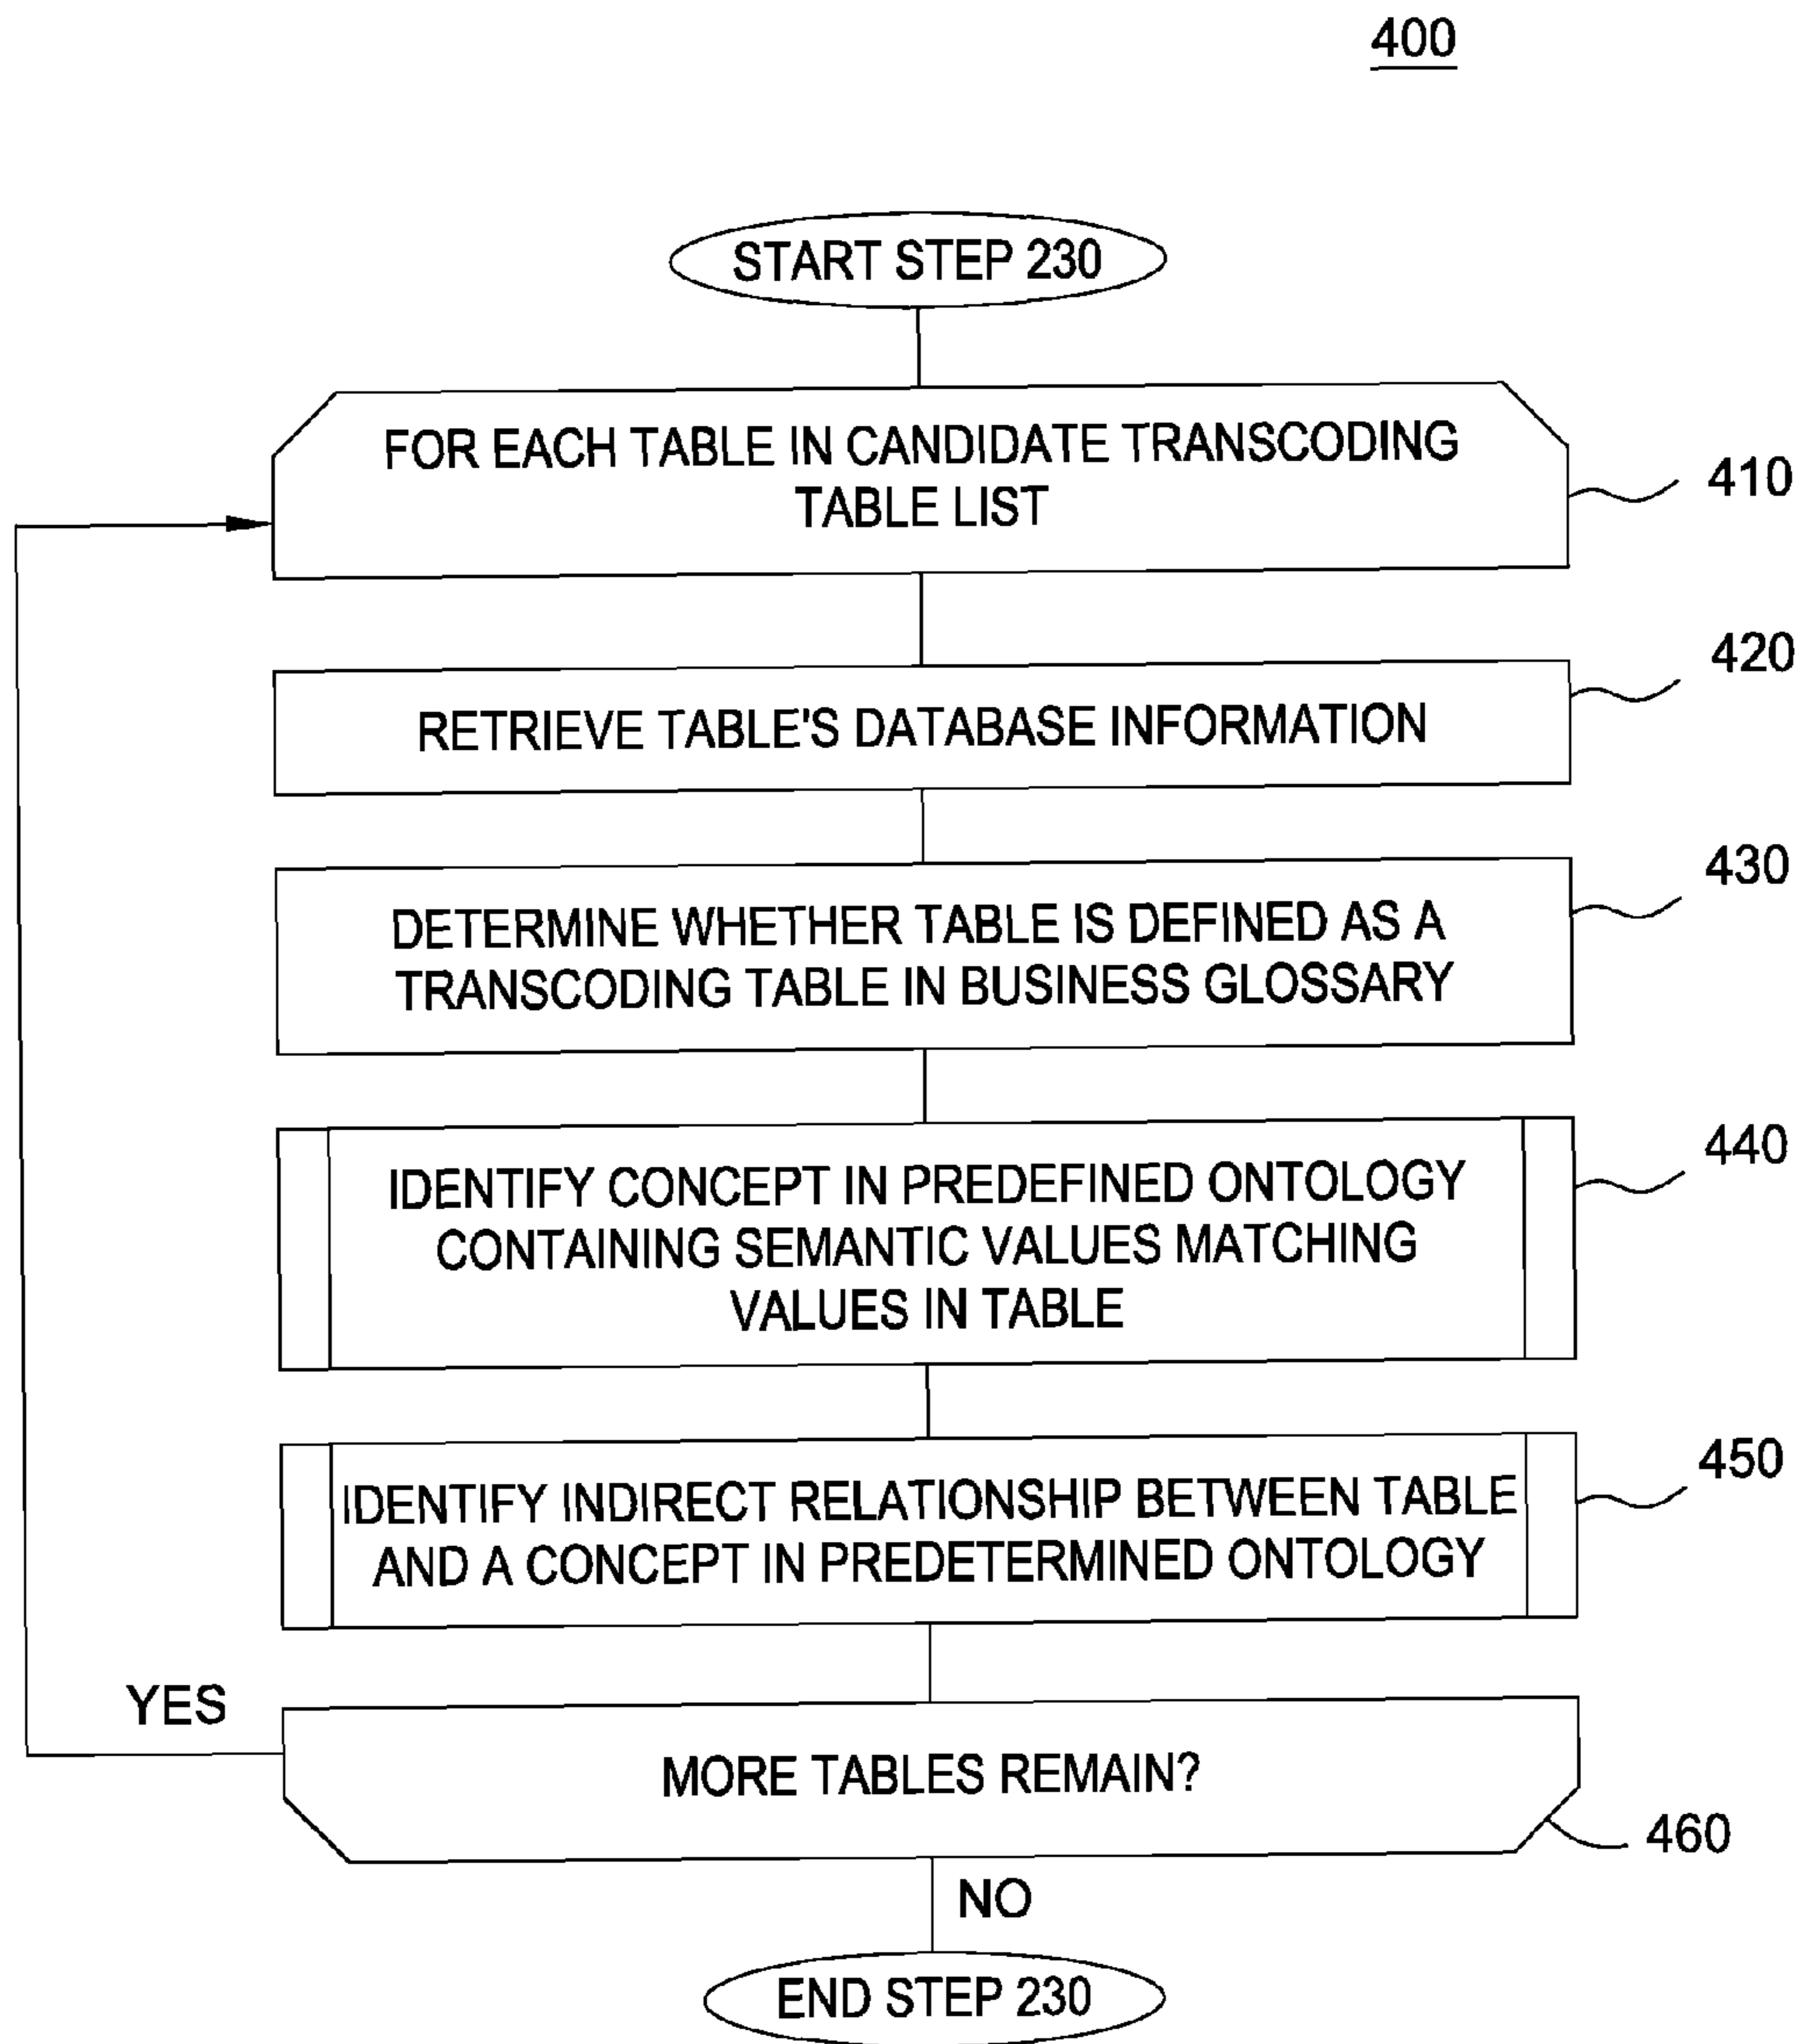 400
START STEP 230
FOR EACH TABLE IN CANDIDATE TRANSCODING
TABLE LIST
410
RETRIEVE TABLE'S DATABASE INFORMATION
420
DETERMINE WHETHER TABLE IS DEFINED AS A
TRANSCODING TABLE IN BUSINESS GLOSSARY
430
IDENTIFY CONCEPT IN PREDEFINED ONTOLOGY
CONTAINING SEMANTIC VALUES MATCHING
VALUES IN TABLE
440
IDENTIFY INDIRECT RELATIONSHIP BETWEEN TABLE
AND A CONCEPT IN PREDETERMINED ONTOLOGY
450
YES
MORE TABLES REMAIN?
460
NO
END STEP 230